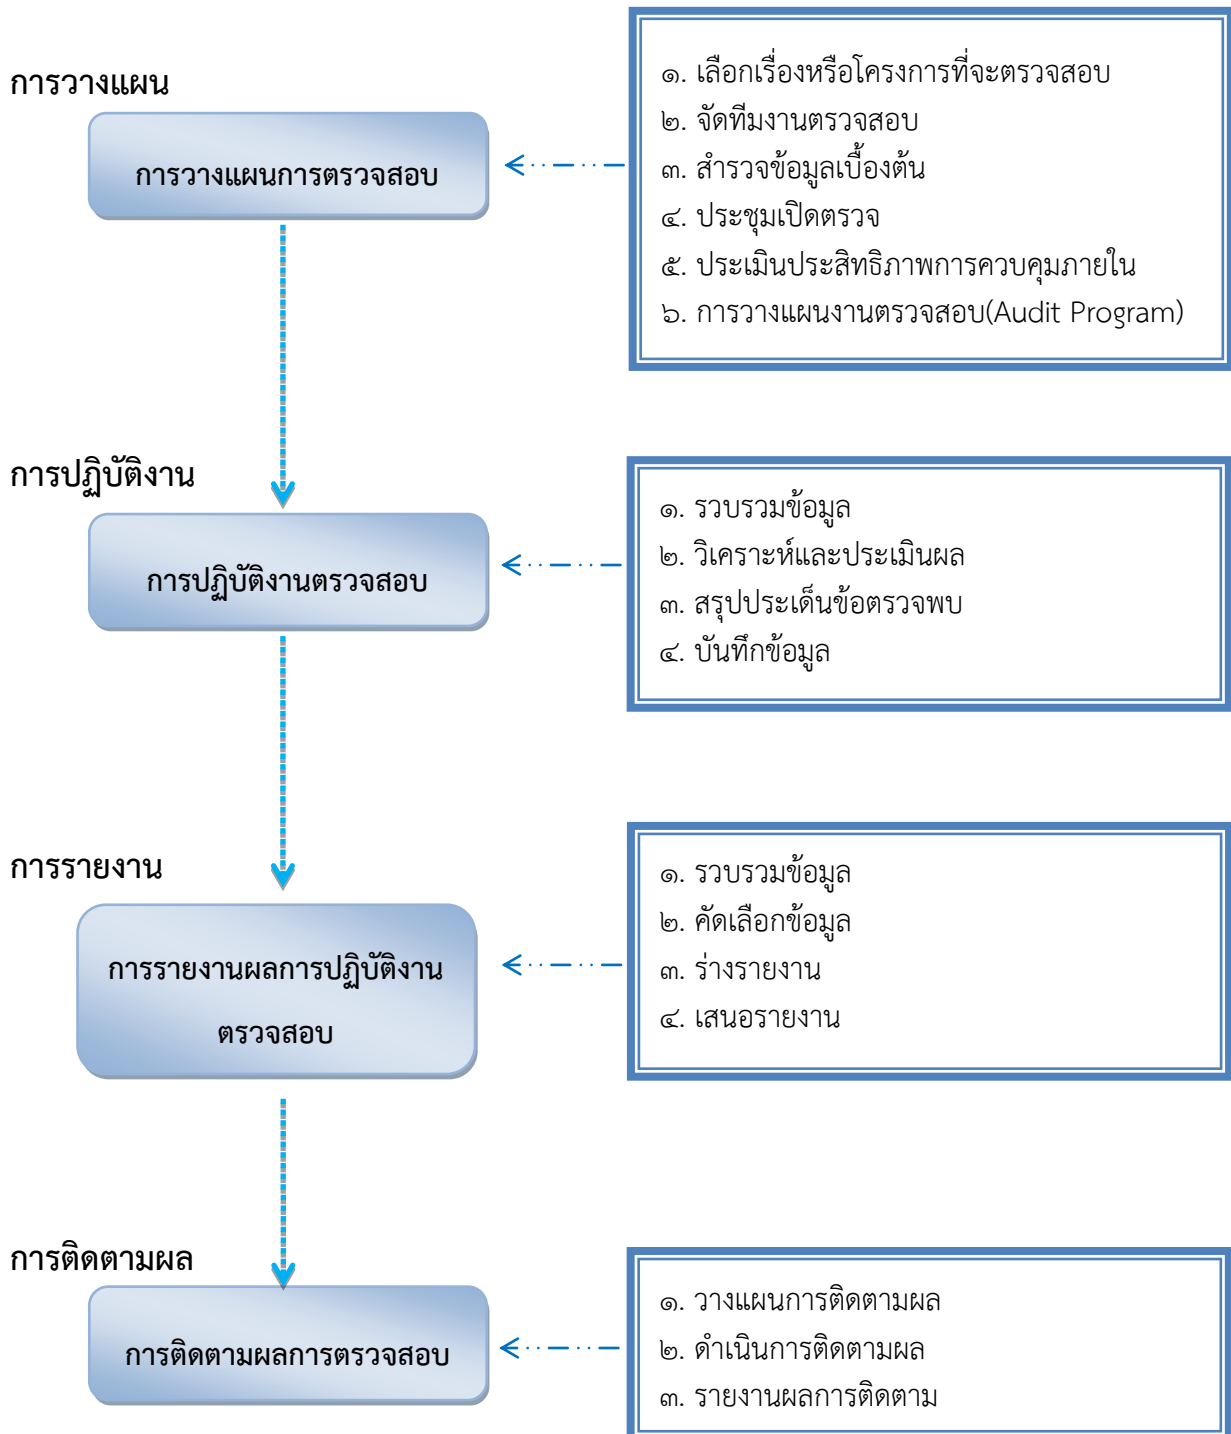 การวางแผน
การวางแผนการตรวจสอบ
๑. เลือกเรื่องหรือโครงการที่จะตรวจสอบ
๒. จัดทีมงานตรวจสอบ
๓. สำรวจข้อมูลเบื้องต้น
๔. ประชุมเปิดตรวจ
๕. ประเมินประสิทธิภาพการควบคุมภายใน
๖. การวางแผนงานตรวจสอบ(Audit Program)
การปฏิบัติงาน
การปฏิบัติงานตรวจสอบ
๑. รวบรวมข้อมูล
๒. วิเคราะห์และประเมินผล
๓. สรุปประเด็นข้อตรวจพบ
๔. บันทึกข้อมูล
การรายงาน
การรายงานผลการปฏิบัติงาน
ตรวจสอบ
๑. รวบรวมข้อมูล
๒. คัดเลือกข้อมูล
๓. ร่างรายงาน
๔. เสนอรายงาน
การติดตามผล
การติดตามผลการตรวจสอบ
๑. วางแผนการติดตามผล
๒. ดำเนินการติดตามผล
๓. รายงานผลการติดตาม